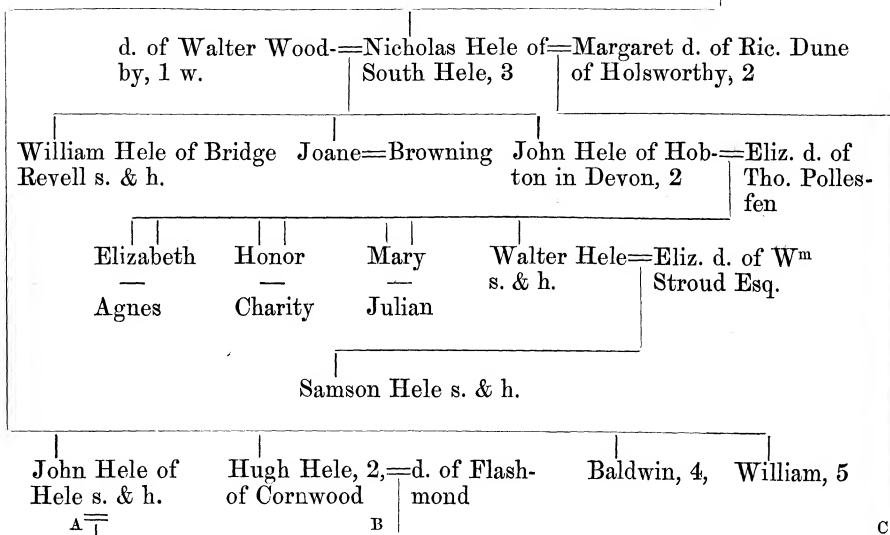 d. of Walter Wood-=Nicholas Hele of=Margaret d. of Ric. Dune
by, 1 w. South Hele, 3 of Holsworthy, 2
William Hele of Bridge Joane=Browning John Hele of Hob-=Eliz. d. of
Revell s. & h. ton in Devon, 2 Tho. Polles-
fen
Elizabeth Honor Mary Walter Hele=Eliz. d. of Wm
— — — s. & h. Stroud Esq.
Agnes Charity Julian
Samson Hele s. & h.
John Hele of Hugh Hele, 2,=d. of Flash- Baldwin, 4, William, 5
Hele s. & h. of Cornwood mond
A B C